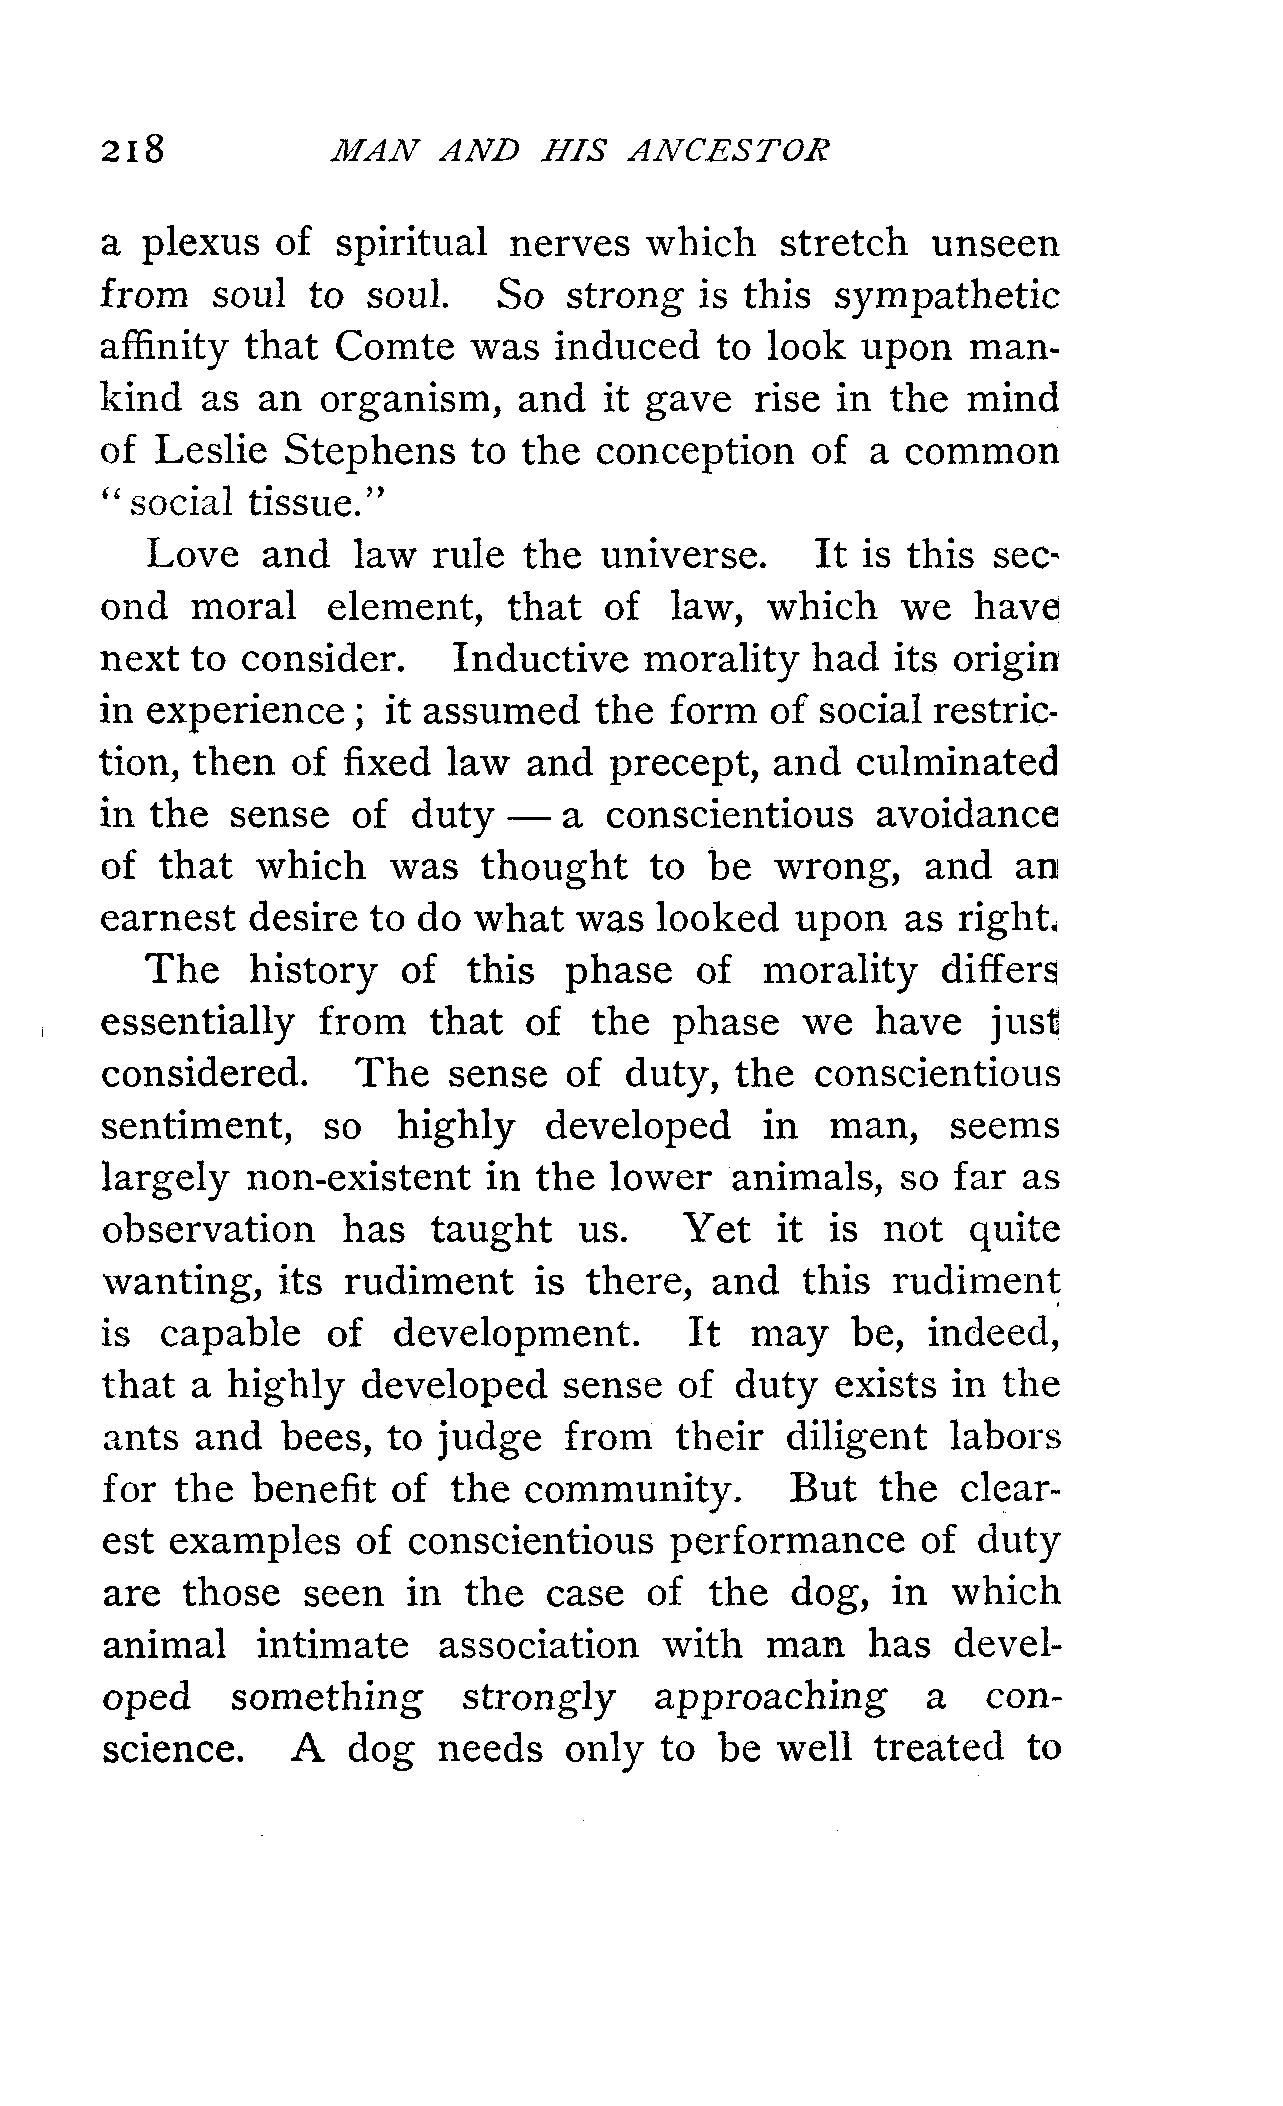 218 MAN AND HIS ANCESTOR
a plexus of spiritual nerves which stretch unseen
from soul to soul. So strong is this sympathetic
affinity that Comte was induced to look upon man-
kind as an organism, and it gave rise in the mind
of Leslie Stephens to the conception of a common
“social tissue.”
Love and law rule the universe. It is this sec-
ond moral element, that of law, which we have
next to consider. Inductive morality had its origin
in experience; it assumed the form of social restric-
tion, then of fixed law and precept, and culminated
in the sense of duty — a conscientious avoidance
of that which was thought to be wrong, and an
earnest desire to do what was looked upon as right.
The history of this phase of morality differs
essentially from that of the phase we have just
considered. The sense of duty, the conscientious
sentiment, so highly developed in man, seems
largely non-existent in the lower animals, so far as
observation has taught us. Yet it is not quite
wanting, its rudiment is there, and this rudiment
is capable of development. It may be, indeed,
that a highly developed sense of duty exists in the
ants and bees, to judge from their diligent labors
for the benefit of the community. But the clear-
est examples of conscientious performance of duty
are those seen in the case of the dog, in which
animal intimate association with man has devel-
oped something strongly approaching a con-
science. A dog needs only to be well treated to